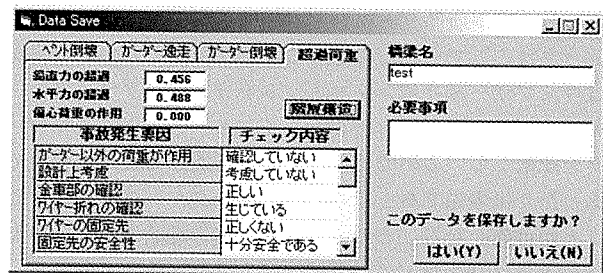 Data Save
ベント倒壊 ガーダー逸走 ガーダー倒壊 超過荷重
鉛直力の超過 0.456
水平力の超過 0.488
偏心荷重の作用 0.000
階層構造
事故発生要因 チェック内容
ガーダー以外の荷重が作用 確認していない
設計上考慮 考慮していない
金車部の確認 正しい
ワイヤー折れの確認 生じている
ワイヤーの固定先 正しくない
固定先の安全性 十分安全である
橋梁名
test
必要事項
このデータを保存しますか?
はい(Y) いいえ(N)